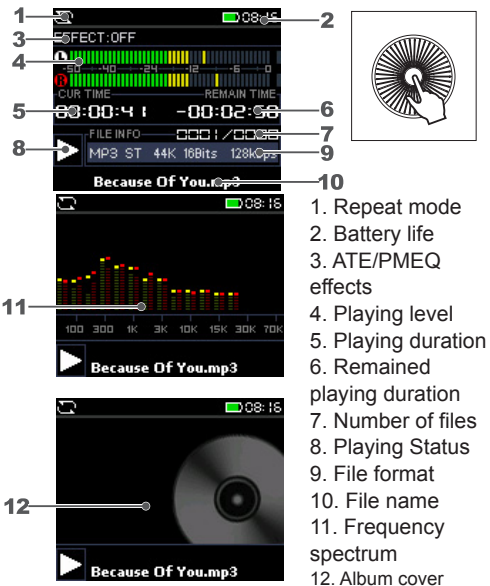 1
2
08:16
3
EFFECT:OFF
4
L
-50 -40 -24 -12 -6 0
R
CUR TIME
REMAIN TIME
5
00:00:41
6
7
8
FILE INFO
9
MP3 ST 44K 16Bits 128kbps
Because Of You.mp3
10
08:16
11
100 300 1K 3K 10K 15K 30K 70K
Because Of You.mp3
08:16
12
Because Of You.mp3
1. Repeat mode
2. Battery life
3. ATE/PMEQ
effects
4. Playing level
5. Playing duration
6. Remained
playing duration
7. Number of files
8. Playing Status
9. File format
10. File name
11. Frequency
spectrum
12. Album cover